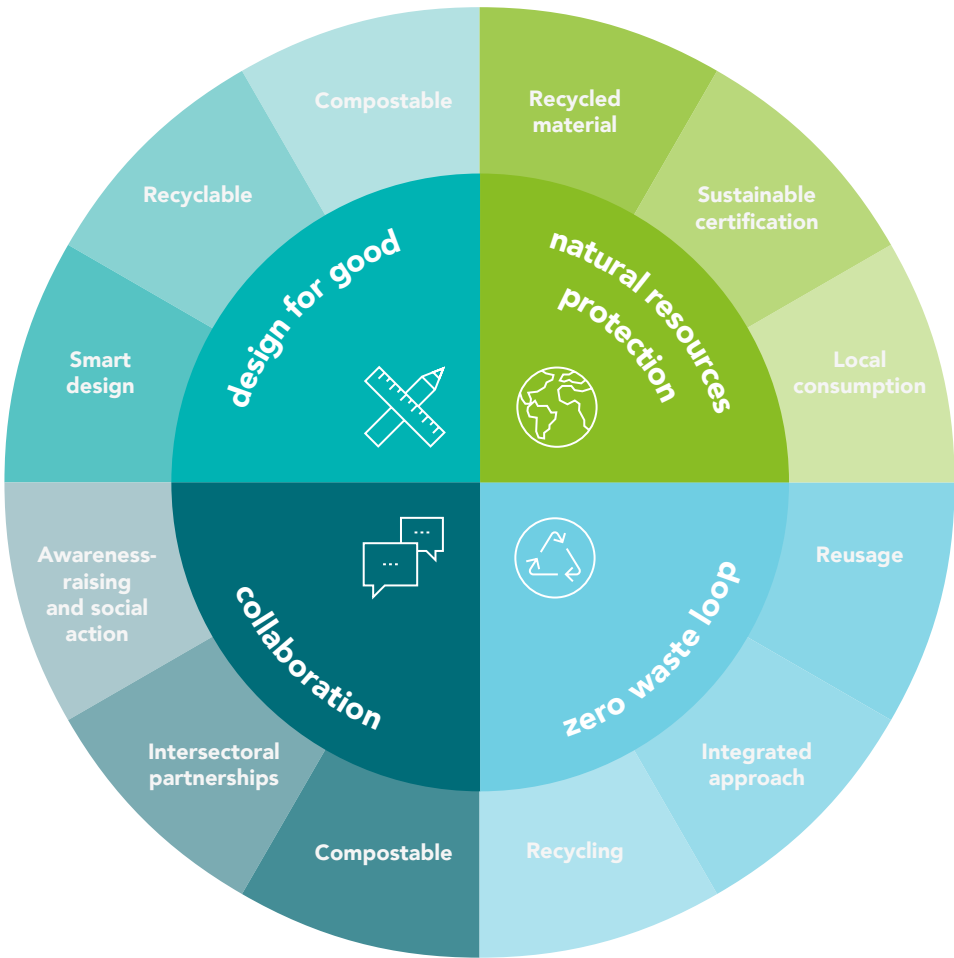 Compostable
Recycled
material
Recyclable
Sustainable
certification
design for good
natural resources
protection
Smart
design
Local
consumption
Awareness-
raising
and social
action
Reusage
collaboration
zero waste loop
Intersectoral
partnerships
Integrated
approach
Compostable
Recycling